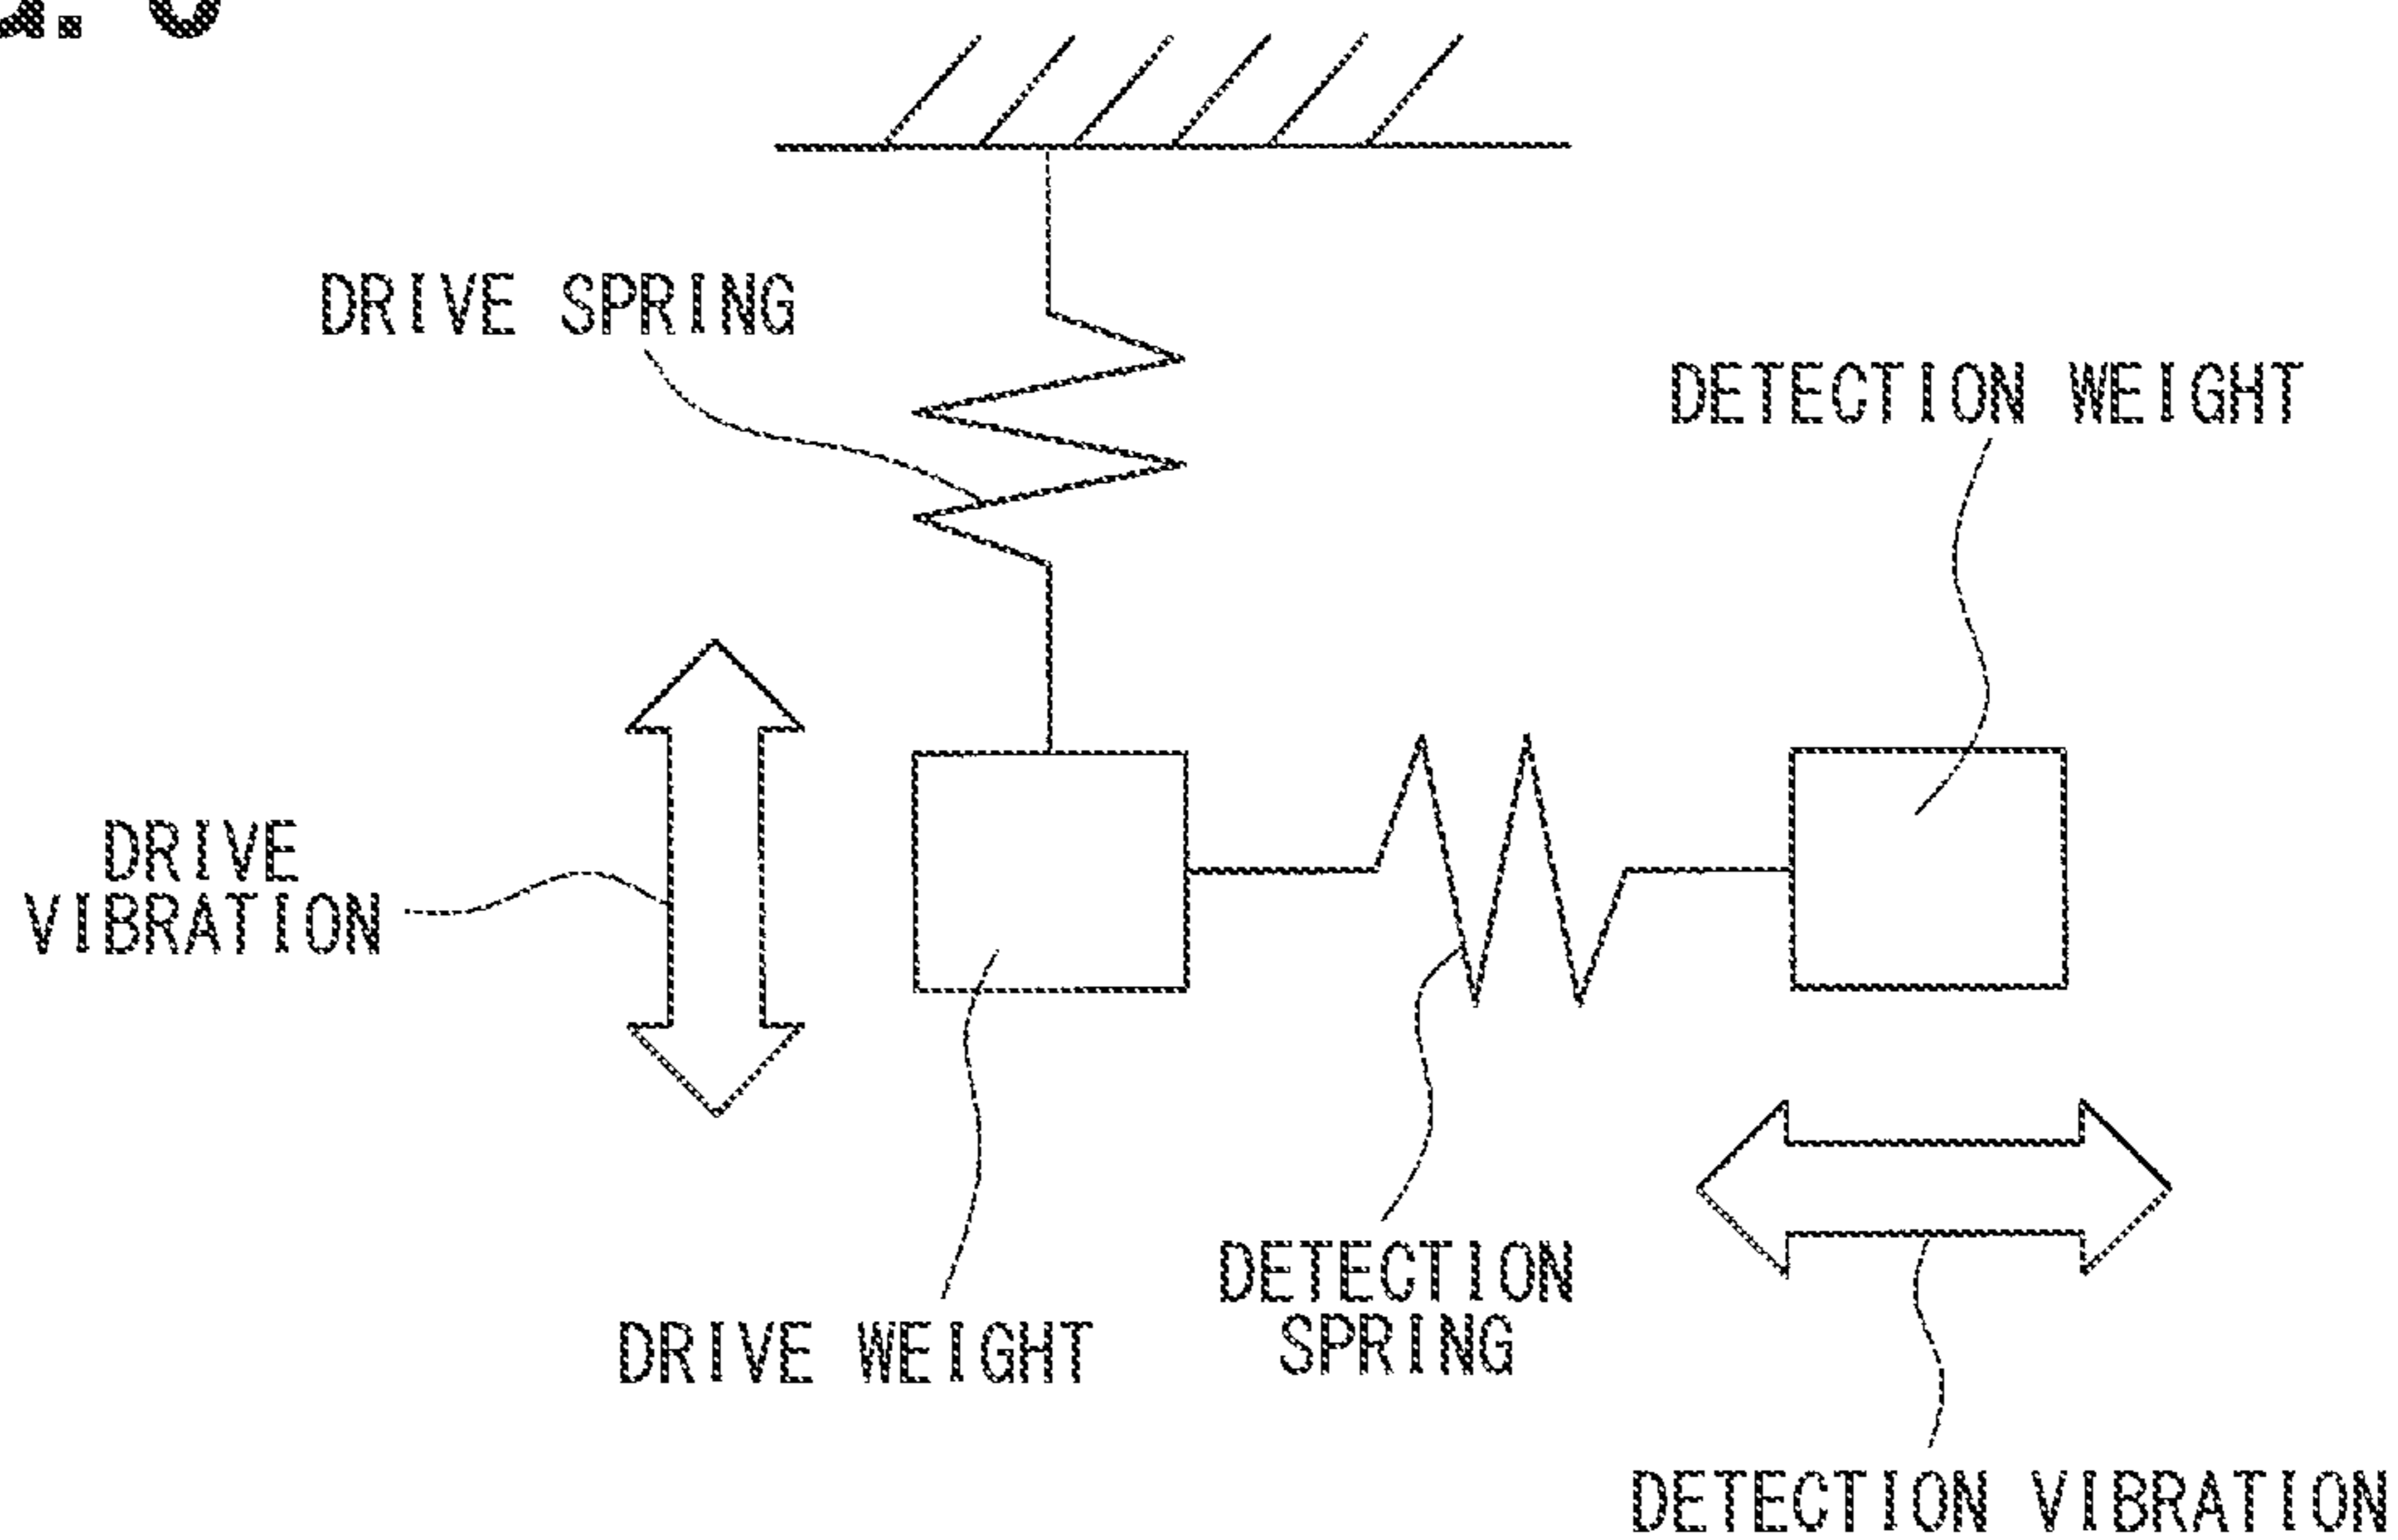 DRIVE SPRING
DETECTION WEIGHT
DRIVE
VIBRATION
DETECTION
SPRING
DRIVE WEIGHT
DETECTION VIBRATION